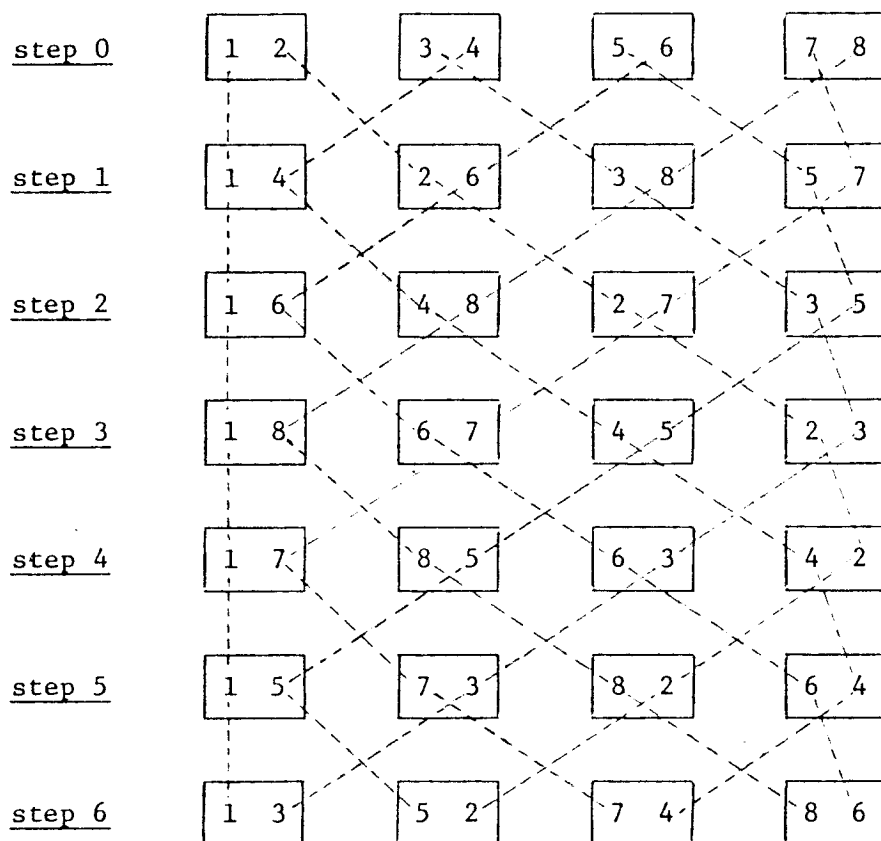 step 0 1 2 3 4 5 6 7 8
step 1 1 4 2 6 3 8 5 7
step 2 1 6 4 8 2 7 3 5
step 3 1 8 6 7 4 5 2 3
step 4 1 7 8 5 6 3 4 2
step 5 1 5 7 3 8 2 6 4
step 6 1 3 5 2 7 4 8 6